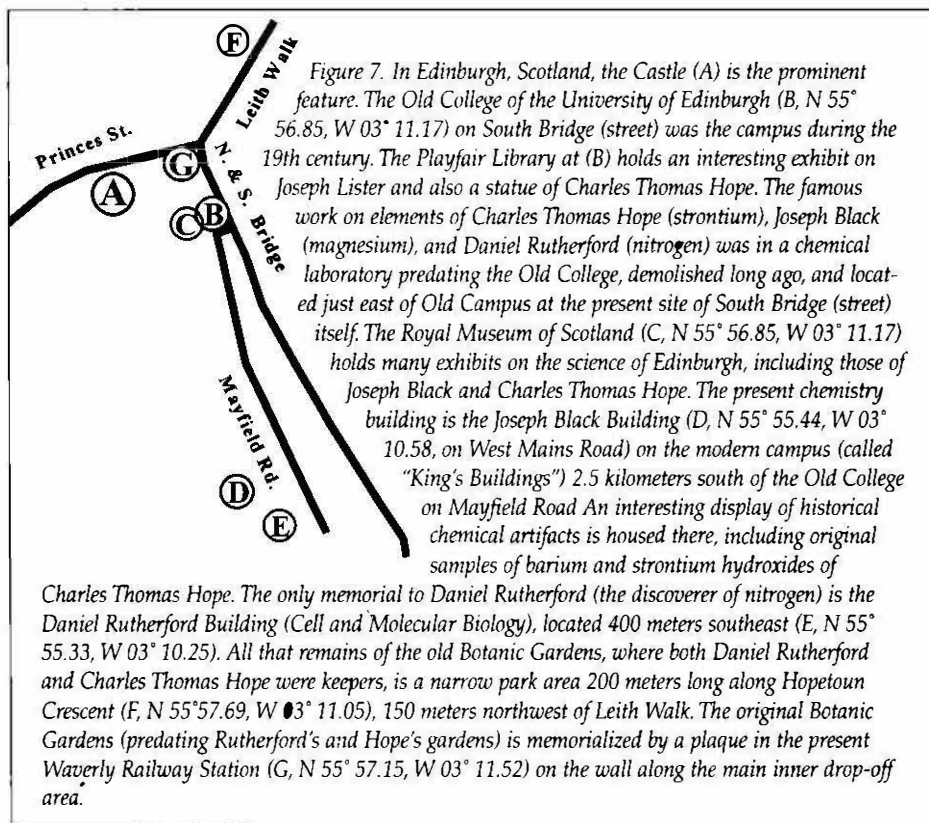 F
Leith Walk
Princes St.
G
A
N. & S. Bridge
B
C
Mayfield Rd.
D
E
Figure 7. In Edinburgh, Scotland, the Castle (A) is the prominent
feature. The Old College of the University of Edinburgh (B, N 55°
56.85, W 03° 11.17) on South Bridge (street) was the campus during the
19th century. The Playfair Library at (B) holds an interesting exhibit on
Joseph Lister and also a statue of Charles Thomas Hope. The famous
work on elements of Charles Thomas Hope (strontium), Joseph Black
(magnesium), and Daniel Rutherford (nitrogen) was in a chemical
laboratory predating the Old College, demolished long ago, and locat-
ed just east of Old Campus at the present site of South Bridge (street)
itself. The Royal Museum of Scotland (C, N 55° 56.85, W 03° 11.17)
holds many exhibits on the science of Edinburgh, including those of
Joseph Black and Charles Thomas Hope. The present chemistry
building is the Joseph Black Building (D, N 55° 55.44, W 03°
10.58, on West Mains Road) on the modern campus (called
"King's Buildings") 2.5 kilometers south of the Old College
on Mayfield Road An interesting display of historical
chemical artifacts is housed there, including original
samples of barium and strontium hydroxides of
Charles Thomas Hope. The only memorial to Daniel Rutherford (the discoverer of nitrogen) is the
Daniel Rutherford Building (Cell and Molecular Biology), located 400 meters southeast (E, N 55°
55.33, W 03° 10.25). All that remains of the old Botanic Gardens, where both Daniel Rutherford
and Charles Thomas Hope were keepers, is a narrow park area 200 meters long along Hopetoun
Crescent (F, N 55°57.69, W 03° 11.05), 150 meters northwest of Leith Walk. The original Botanic
Gardens (predating Rutherford's and Hope's gardens) is memorialized by a plaque in the present
Waverly Railway Station (G, N 55° 57.15, W 03° 11.52) on the wall along the main inner drop-off
area.